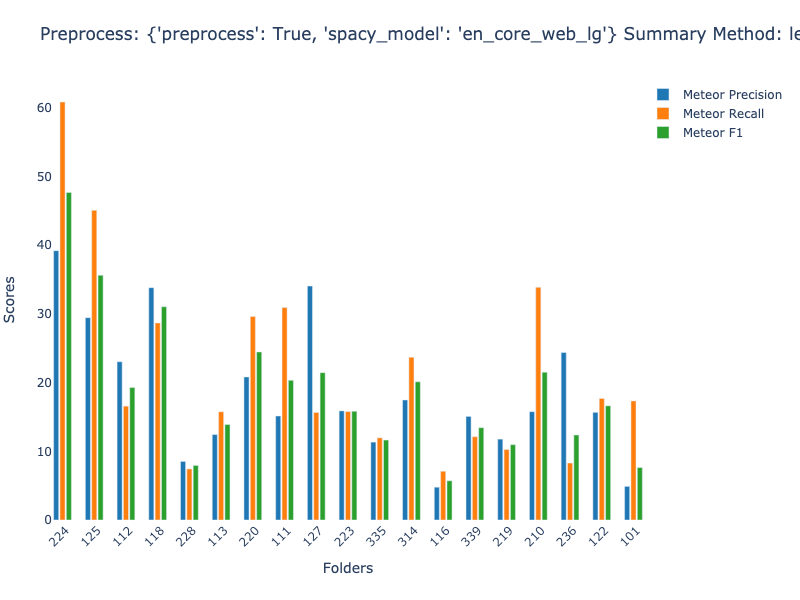 Preprocess: {'preprocess': True, 'spacy_model': 'en_core_web_lg'} Summary Method: le
Meteor Precision
Meteor Recall
Meteor F1
60
50
40
30
20
10
0
Scores
224 125 112 118 228 113 220 111 127 223 335 314 116 339 219 210 236 122 101
Folders